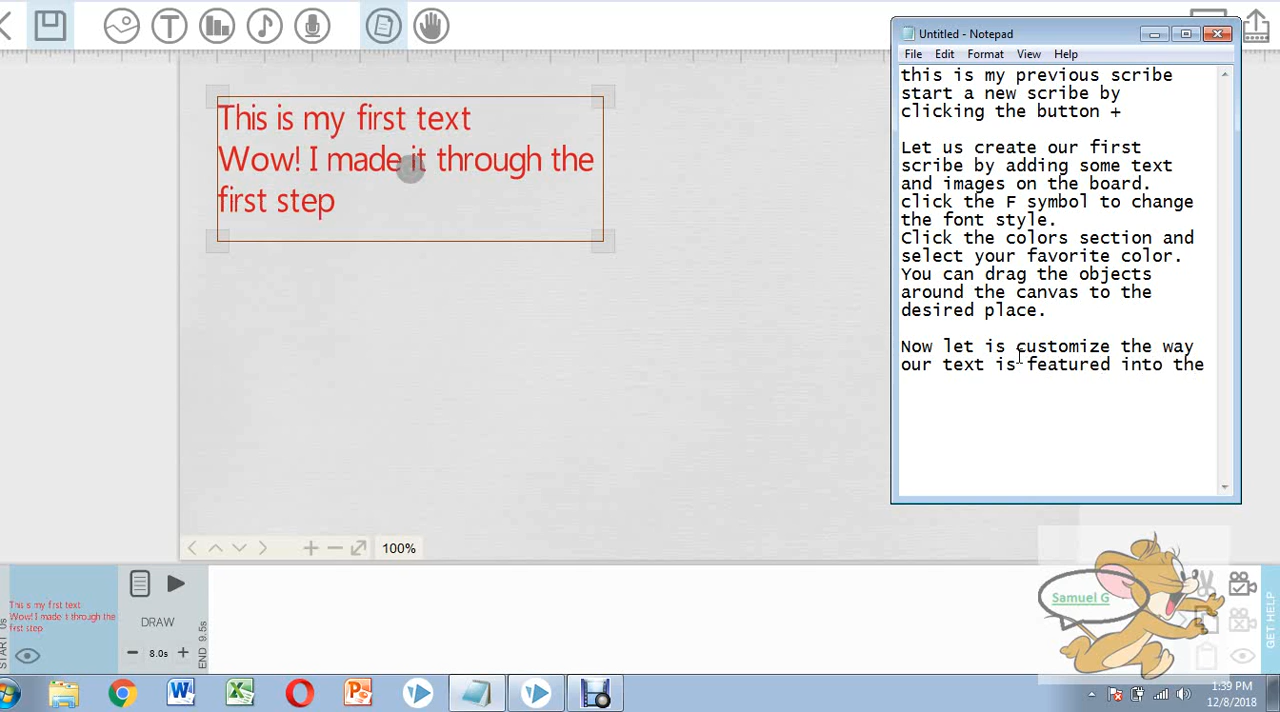 This is my first text
Wow! I made it through the
first step
100%
Untitled - Notepad
File Edit Format View Help
this is my previous scribe
start a new scribe by
clicking the button +
Let us create our first
scribe by adding some text
and images on the board.
click the F symbol to change
the font style.
Click the colors section and
select your favorite color.
You can drag the objects
around the canvas to the
desired place.
Now let is customize the way
our text is featured into the
This is my first text
Wow! I made it through the
first step
DRAW
8.0s
END 9.5s
Samuel G
GET HELP
1:39 PM
12/8/2018